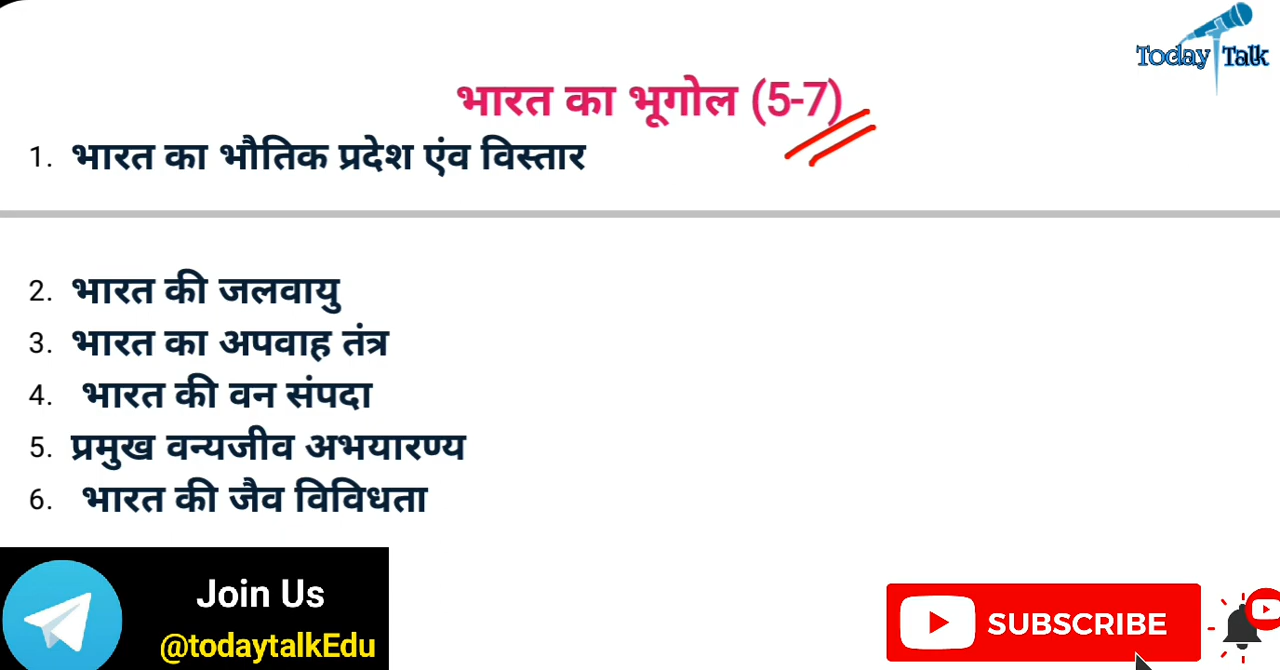 Today Talk
भारत का भूगोल (5-7)
1. भारत का भौतिक प्रदेश एंव विस्तार
2. भारत की जलवायु
3. भारत का अपवाह तंत्र
4. भारत की वन संपदा
5. प्रमुख वन्यजीव अभयारण्य
6. भारत की जैव विविधता
Join Us
@todaytalkEdu
SUBSCRIBE